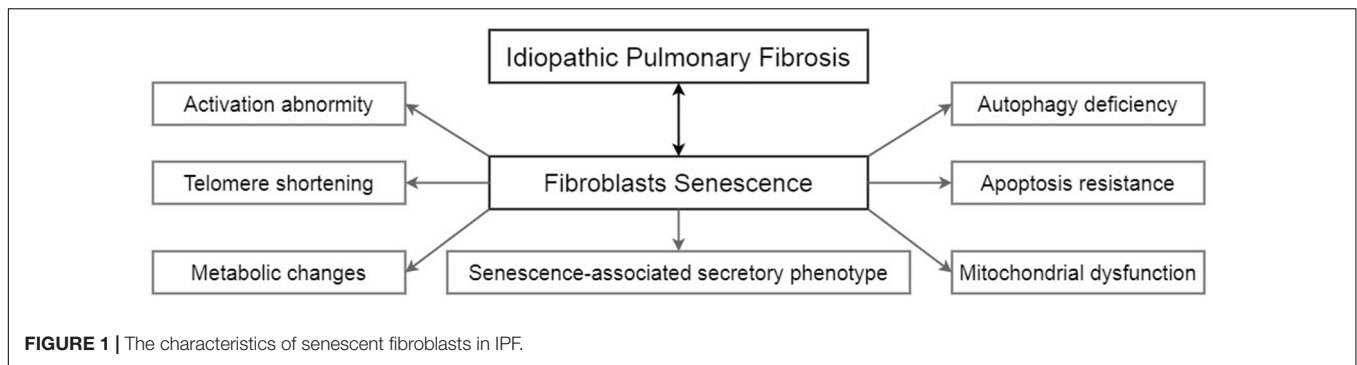 Idiopathic Pulmonary Fibrosis
Activation abnormity
Autophagy deficiency
Telomere shortening
Fibroblasts Senescence
Apoptosis resistance
Metabolic changes
Senescence-associated secretory phenotype
Mitochondrial dysfunction
FIGURE 1 | The characteristics of senescent fibroblasts in IPF.